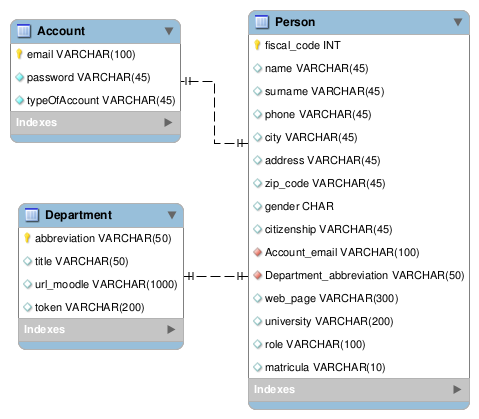 Account
email VARCHAR(100)
password VARCHAR(45)
typeOfAccount VARCHAR(45)
Indexes
Department
abbreviation VARCHAR(50)
title VARCHAR(50)
url_moodle VARCHAR(1000)
token VARCHAR(200)
Indexes
Person
fiscal_code INT
name VARCHAR(45)
surname VARCHAR(45)
phone VARCHAR(45)
city VARCHAR(45)
address VARCHAR(45)
zip_code VARCHAR(45)
gender CHAR
citizenship VARCHAR(45)
Account_email VARCHAR(100)
Department_abbreviation VARCHAR(50)
web_page VARCHAR(300)
university VARCHAR(200)
role VARCHAR(100)
matricula VARCHAR(10)
Indexes